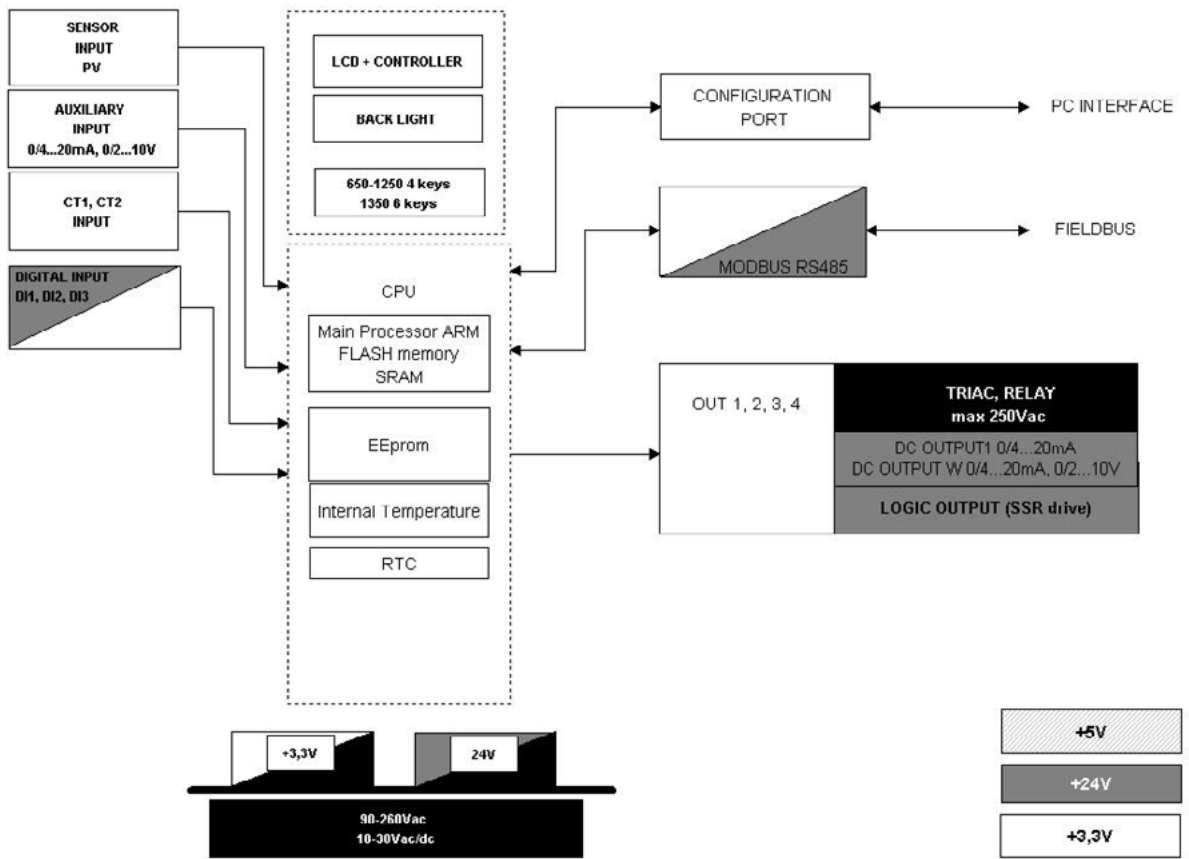 SENSOR
INPUT
PV
AUXILIARY
INPUT
0/4...20mA, 0/2...10V
CT1, CT2
INPUT
DIGITAL INPUT
DI1, DI2, DI3
LCD + CONTROLLER
BACK LIGHT
650-1250 4 keys
1350 6 keys
CPU
Main Processor ARM
FLASH memory
SRAM
EEprom
Internal Temperature
RTC
CONFIGURATION
PORT
PC INTERFACE
MODBUS RS485
FIELDBUS
OUT 1, 2, 3, 4
TRIAC, RELAY
max 250Vac
DC OUTPUT1 0/4...20mA
DC OUTPUT W 0/4...20mA, 0/2...10V
LOGIC OUTPUT (SSR drive)
+3,3V
24V
90-260Vac
10-30Vac/dc
+5V
+24V
+3,3V